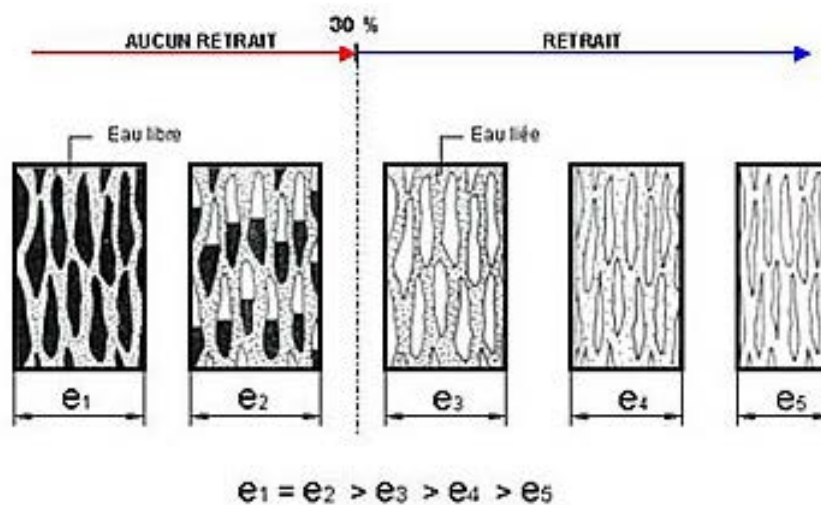 30 %
AUCUN RETRAIT RETRAIT
Eau libre Eau liée
e1 e2 e3 e4 e5
e1 = e2 > e3 > e4 > e5